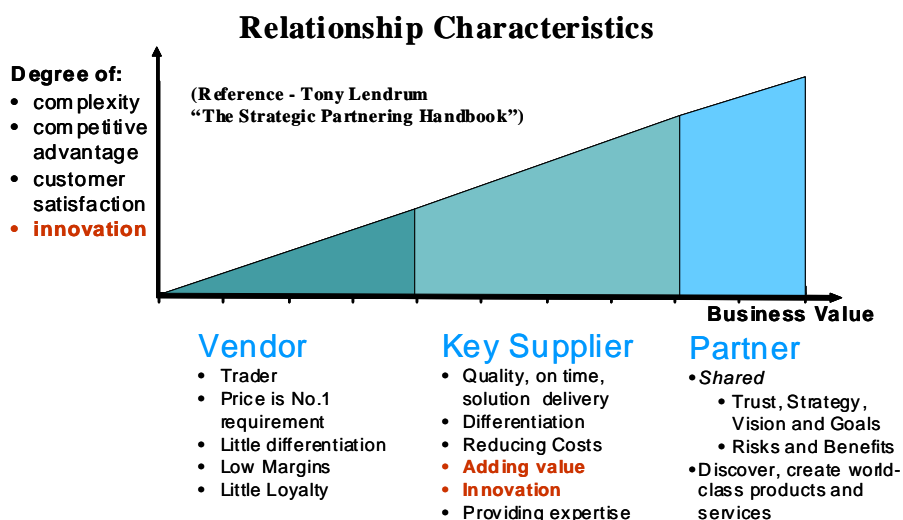 Relationship Characteristics
Degree of:
• complexity
• competitive
advantage
• customer
satisfaction
• innovation
(Reference - Tony Lendrum
“The Strategic Partnering Handbook”)
Business Value
Vendor
• Trader
• Price is No.1
requirement
• Little differentiation
• Low Margins
• Little Loyalty
Key Supplier
• Quality, on time,
solution delivery
• Differentiation
• Reducing Costs
• Adding value
• Innovation
• Providing expertise
Partner
• Shared
• Trust, Strategy,
Vision and Goals
• Risks and Benefits
• Discover, create world-
class products and
services